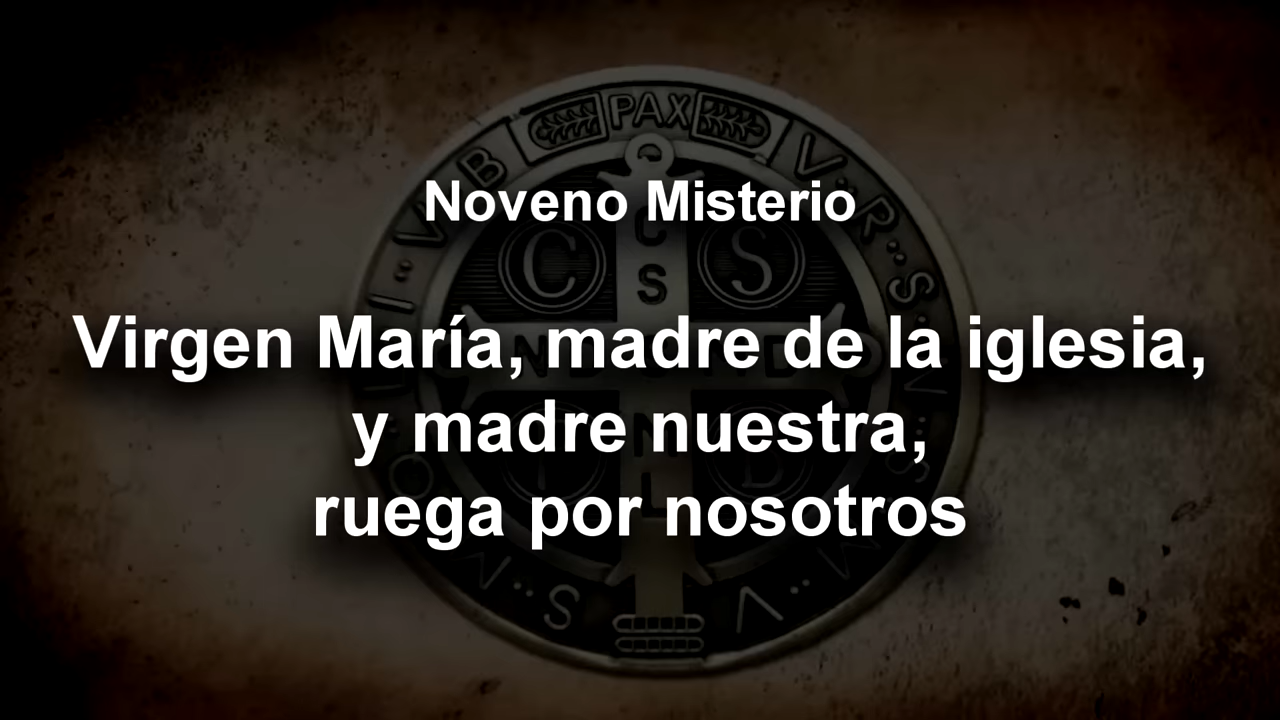 Noveno Misterio
Virgen María, madre de la iglesia,
y madre nuestra,
ruega por nosotros
PAX
V B
V R S
C S
C
S
N D